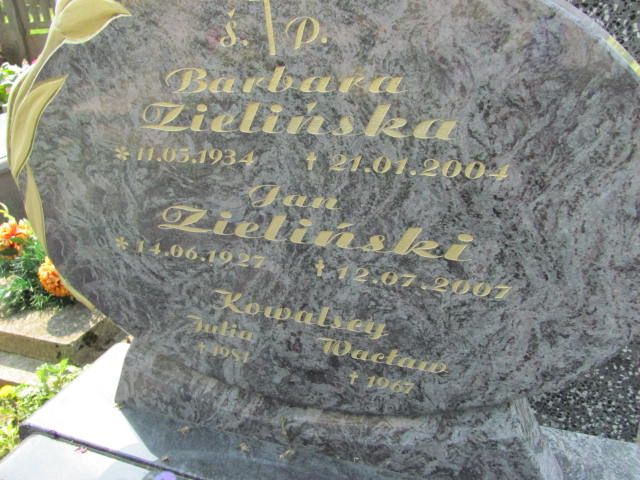 ś. P.
Barbara
Zielińska
* 11.05.1934 † 21.01.2004
Jan
Zieliński
* 14.06.1927 † 12.07.2007
Kowalscy
Julia Wacław
† 1981 † 1967